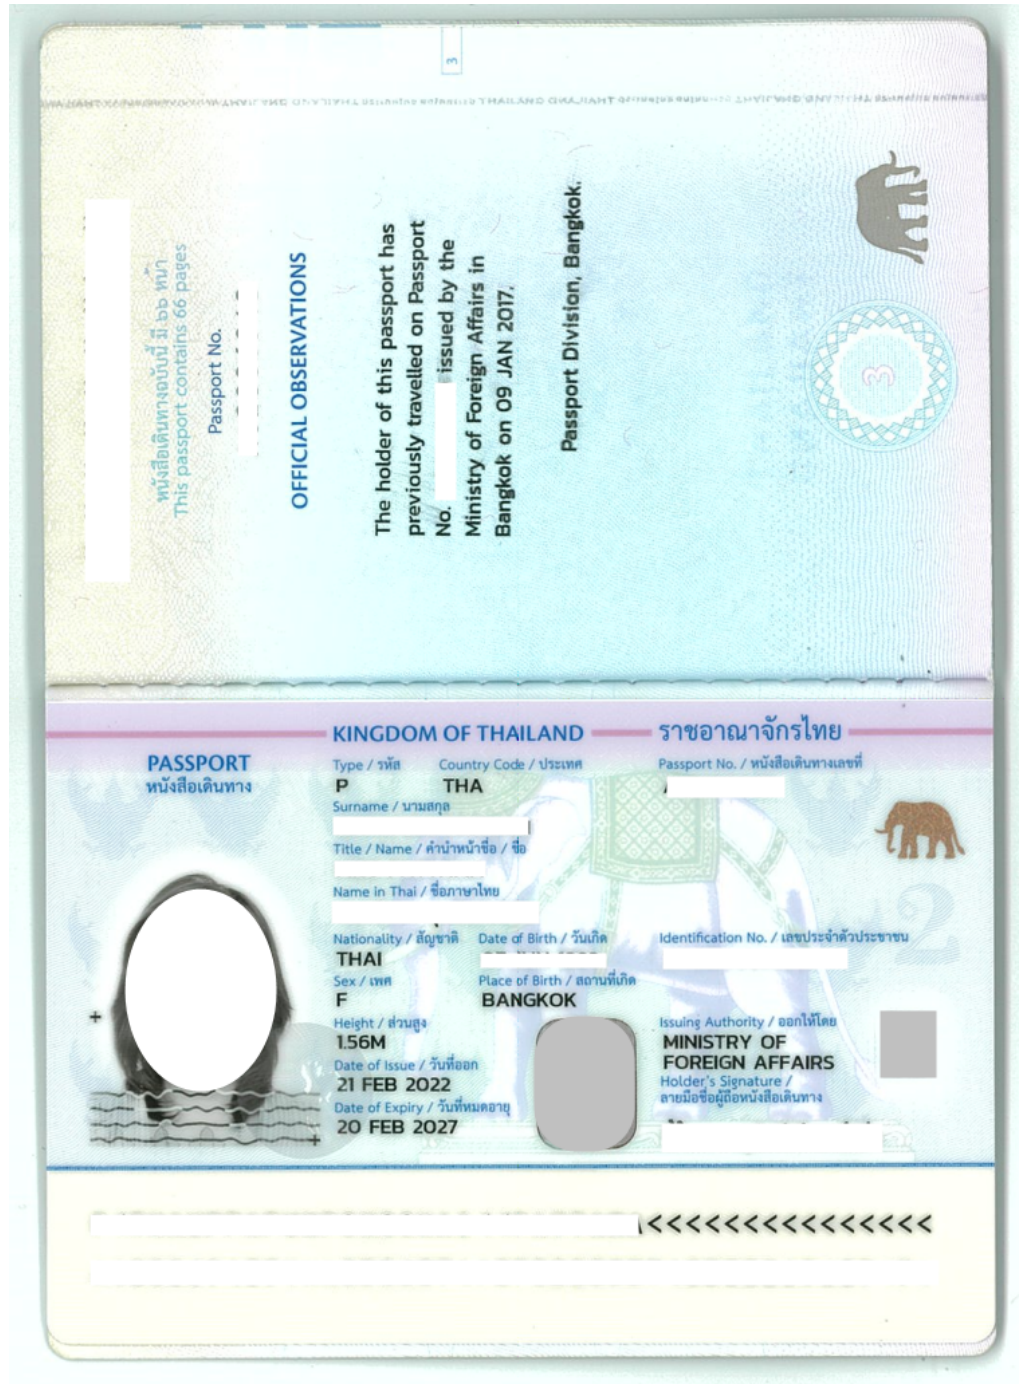 3
หนังสือเดินทางฉบับนี้ มี ๖๖ หน้า
This passport contains 66 pages
Passport No.
OFFICIAL OBSERVATIONS
The holder of this passport has
previously travelled on Passport
No. issued by the
Ministry of Foreign Affairs in
Bangkok on 09 JAN 2017.
Passport Division, Bangkok.
3
KINGDOM OF THAILAND ราชอาณาจักรไทย
PASSPORT
หนังสือเดินทาง
Type / รหัส Country Code / ประเทศ Passport No. / หนังสือเดินทางเลขที่
P THA
Surname / นามสกุล
Title / Name / คำนำหน้าชื่อ / ชื่อ
Name in Thai / ชื่อภาษาไทย
Nationality / สัญชาติ Date of Birth / วันเกิด Identification No. / เลขประจำตัวประชาชน
THAI
Sex / เพศ Place of Birth / สถานที่เกิด
F BANGKOK
Height / ส่วนสูง Issuing Authority / ออกให้โดย
1.56M MINISTRY OF
FOREIGN AFFAIRS
Date of Issue / วันที่ออก Holder's Signature /
21 FEB 2022 ลายมือชื่อผู้ถือหนังสือเดินทาง
Date of Expiry / วันที่หมดอายุ
20 FEB 2027
2
<<<<<<<<<<<<<<<